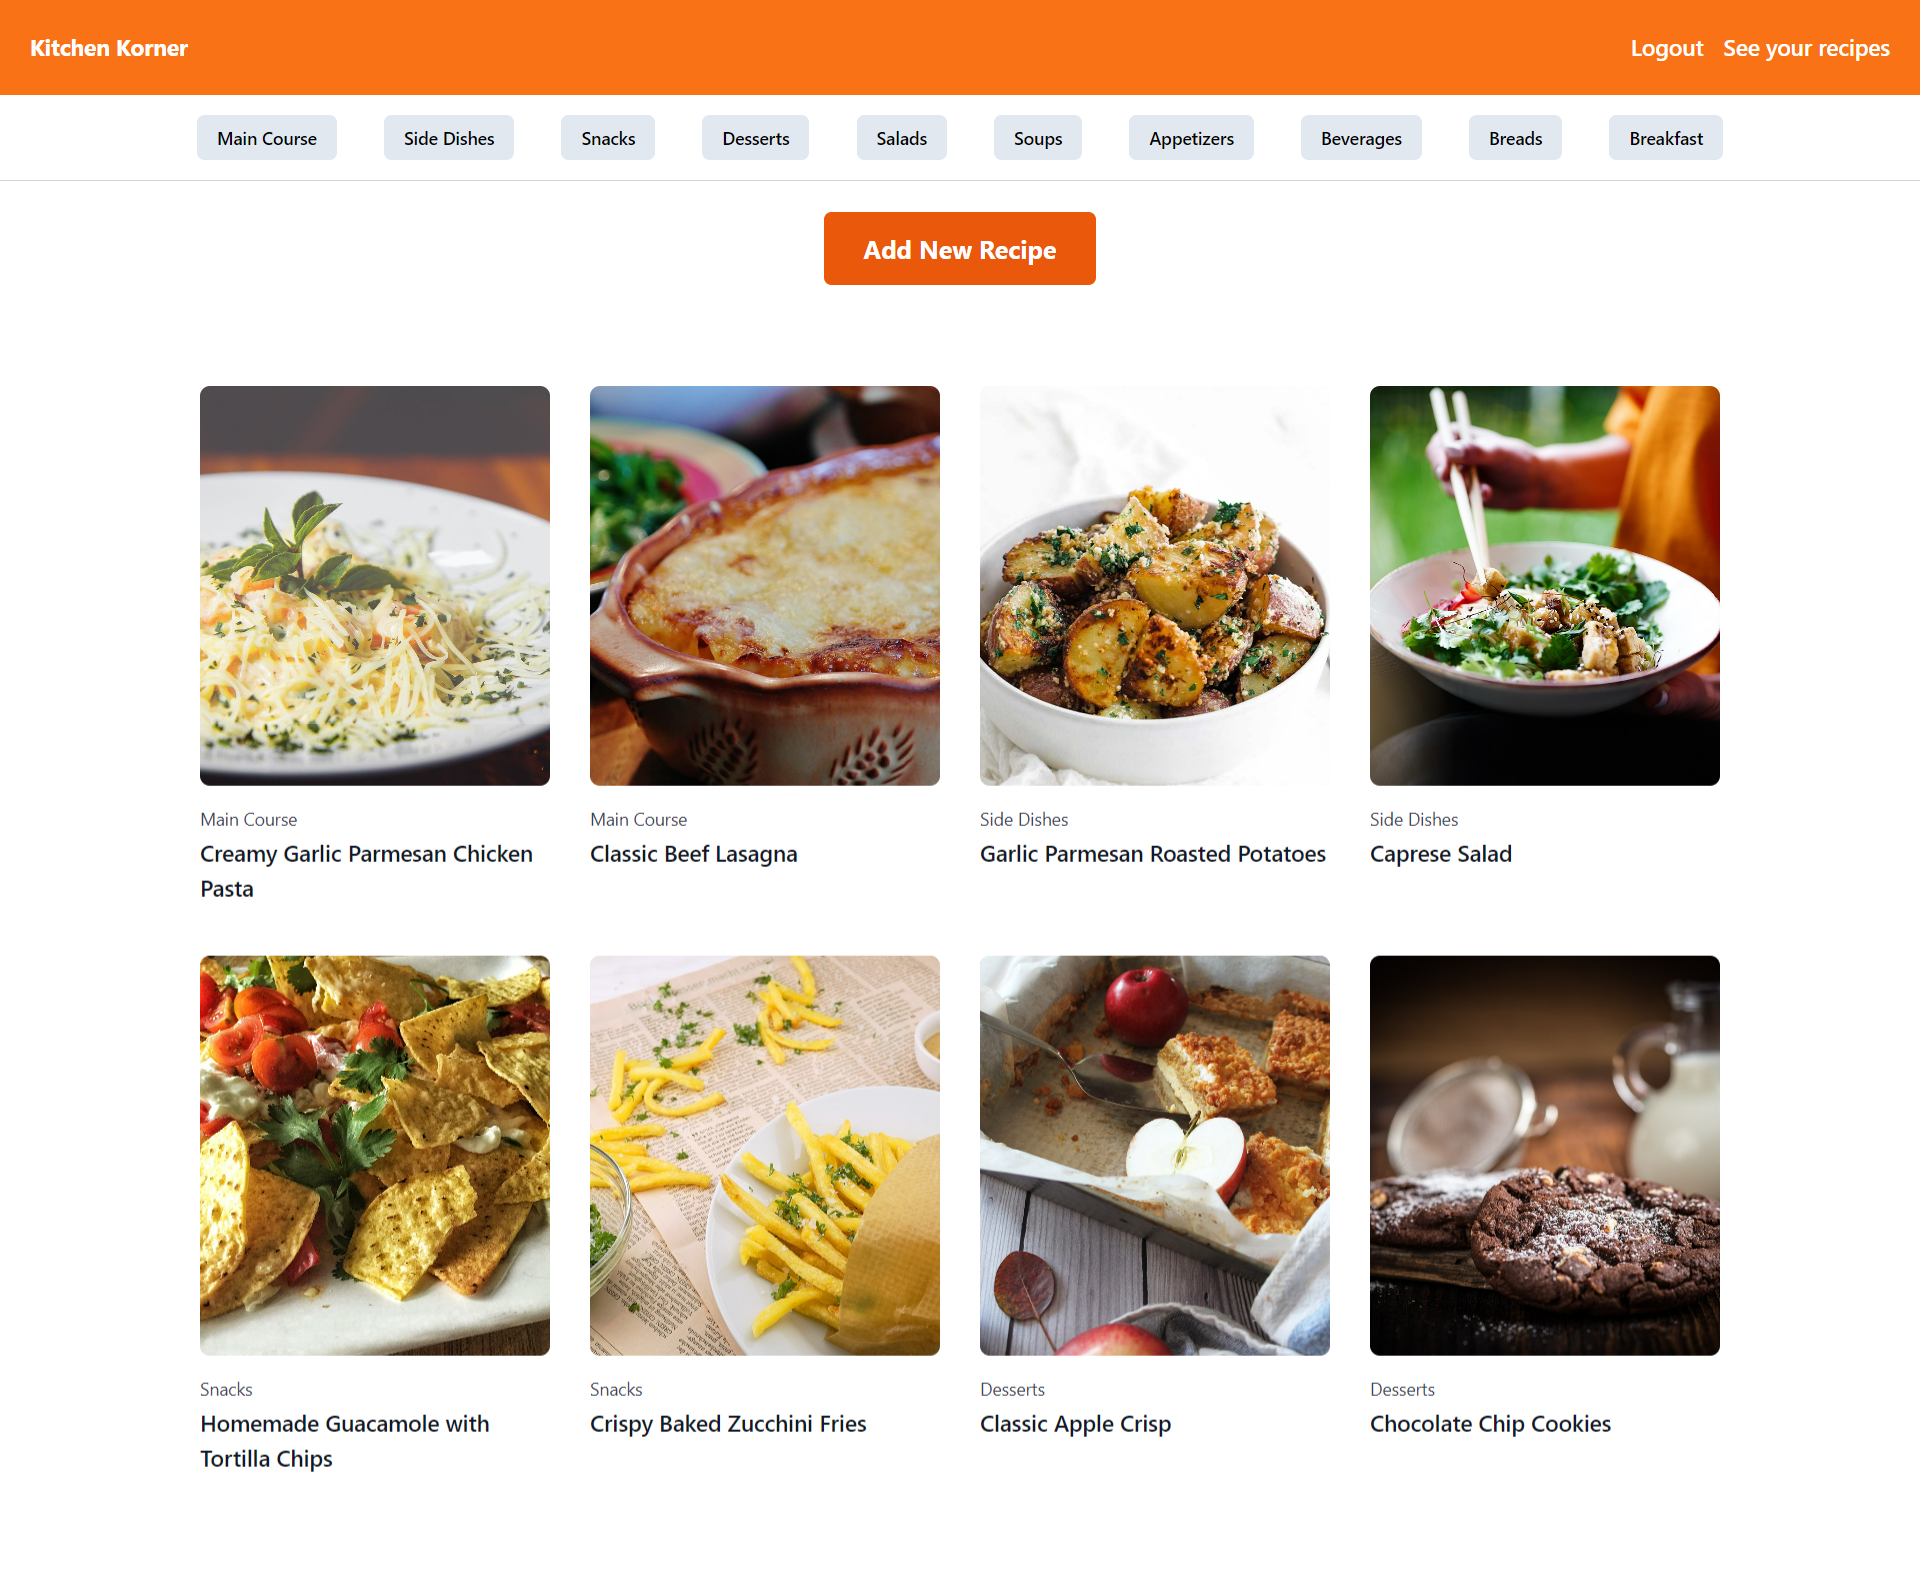 Kitchen Korner
Logout See your recipes
Main Course Side Dishes Snacks Desserts Salads Soups Appetizers Beverages Breads Breakfast
Add New Recipe
Main Course
Creamy Garlic Parmesan Chicken
Pasta
Main Course
Classic Beef Lasagna
Side Dishes
Garlic Parmesan Roasted Potatoes
Side Dishes
Caprese Salad
Snacks
Homemade Guacamole with
Tortilla Chips
Snacks
Crispy Baked Zucchini Fries
Desserts
Classic Apple Crisp
Desserts
Chocolate Chip Cookies